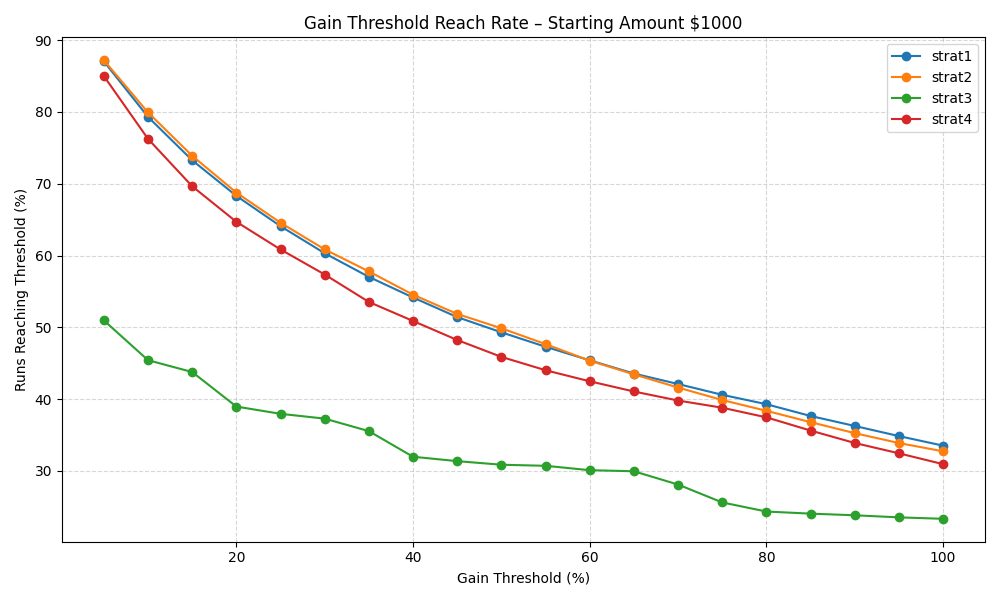 Gain Threshold Reach Rate – Starting Amount $1000
90
80
70
60
50
40
30
Runs Reaching Threshold (%)
strat1
strat2
strat3
strat4
20
40
60
80
100
Gain Threshold (%)